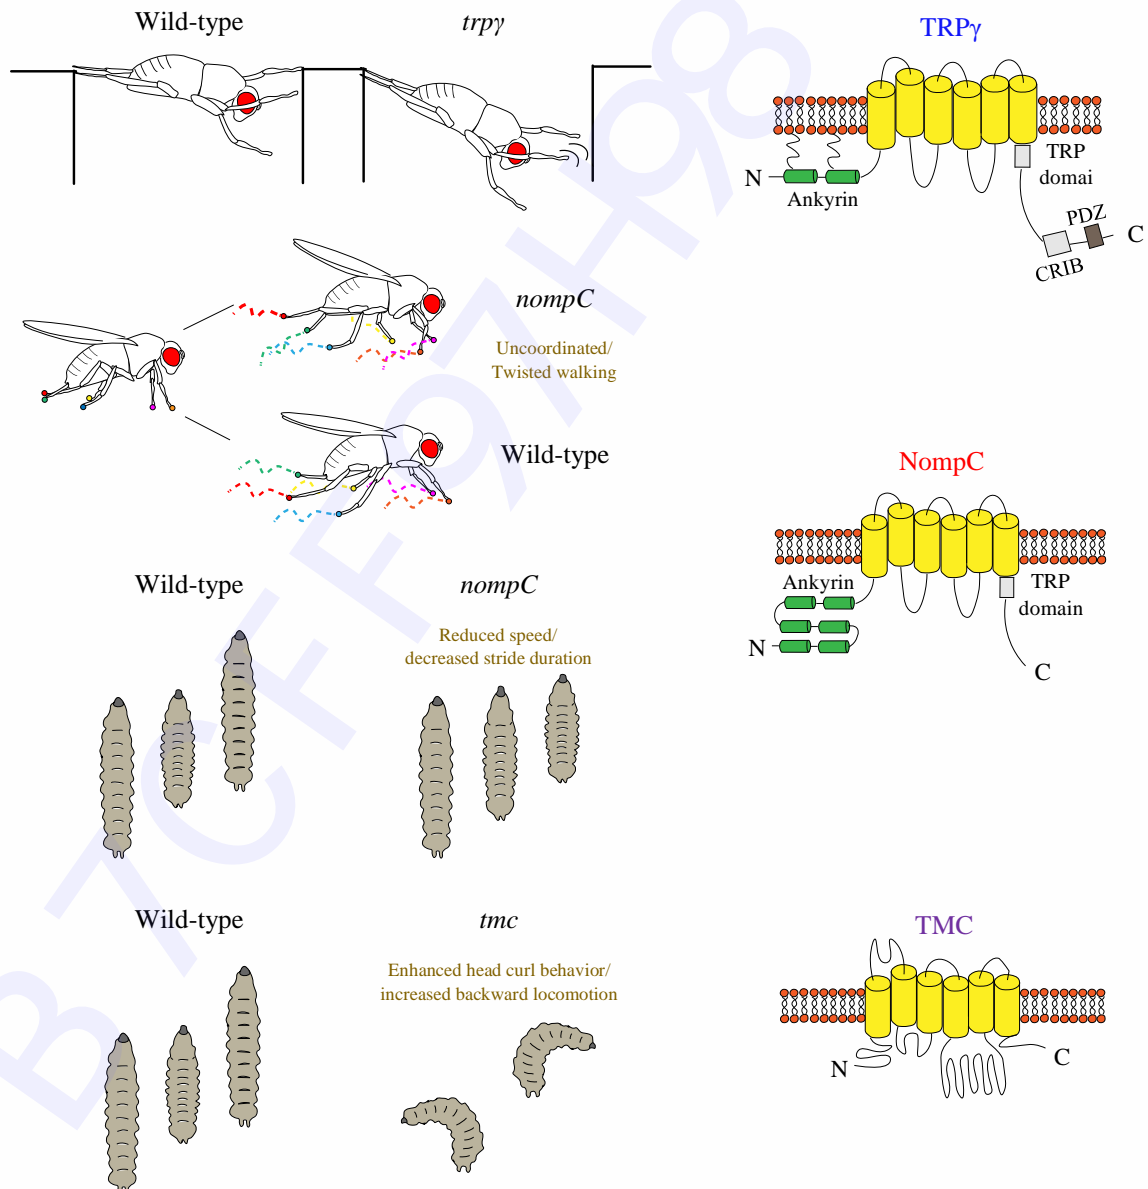 Wild-type
trpγ
TRPγ
N
Ankyrin
TRP
domai
PDZ
C
CRIB
nompC
Uncoordinated/
Twisted walking
Wild-type
NompC
Ankyrin
TRP
domain
N
C
Wild-type
nompC
Reduced speed/
decreased stride duration
Wild-type
tmc
TMC
Enhanced head curl behavior/
increased backward locomotion
N
C
B7CFF97H98